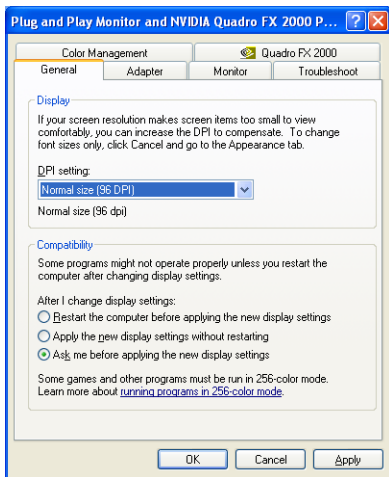 Plug and Play Monitor and NVIDIA Quadro FX 2000 P...
Color Management
Quadro FX 2000
General
Adapter
Monitor
Troubleshoot
Display
If your screen resolution makes screen items too small to view
comfortably, you can increase the DPI to compensate. To change
font sizes only, click Cancel and go to the Appearance tab.
DPI setting:
Normal size (96 DPI)
Normal size (96 dpi)
Compatibility
Some programs might not operate properly unless you restart the
computer after changing display settings.
After I change display settings:
Restart the computer before applying the new display settings
Apply the new display settings without restarting
Ask me before applying the new display settings
Some games and other programs must be run in 256-color mode.
Learn more about running programs in 256-color mode.
OK
Cancel
Apply